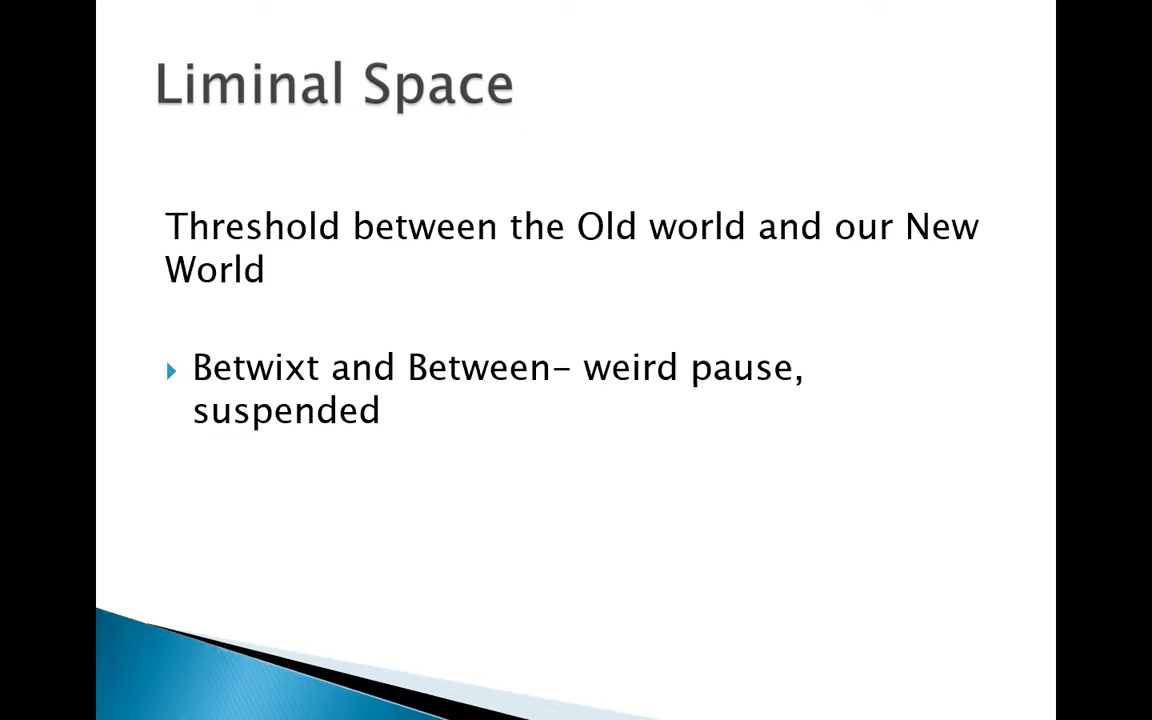 Liminal Space
Threshold between the Old world and our New
World
Betwixt and Between- weird pause,
suspended